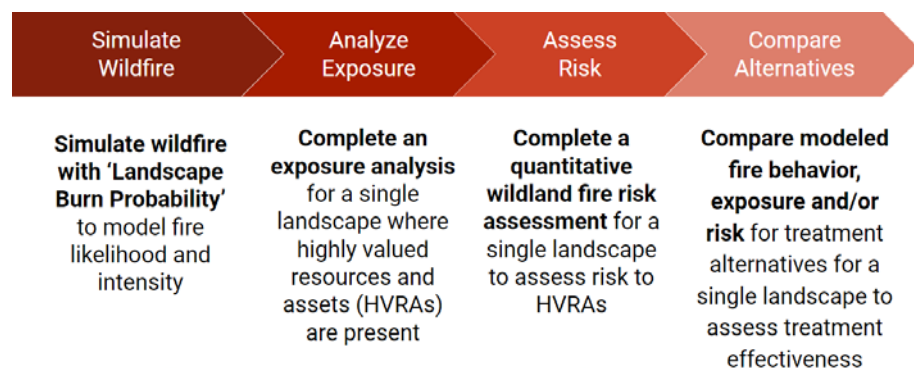 Simulate
Wildfire
Analyze
Exposure
Assess
Risk
Compare
Alternatives
Simulate wildfire
with ‘Landscape
Burn Probability’
to model fire
likelihood and
intensity
Complete an
exposure analysis
for a single
landscape where
highly valued
resources and
assets (HVRAs)
are present
Complete a
quantitative
wildland fire risk
assessment for a
single landscape
to assess risk to
HVRAs
Compare modeled
fire behavior,
exposure and/or
risk for treatment
alternatives for a
single landscape to
assess treatment
effectiveness